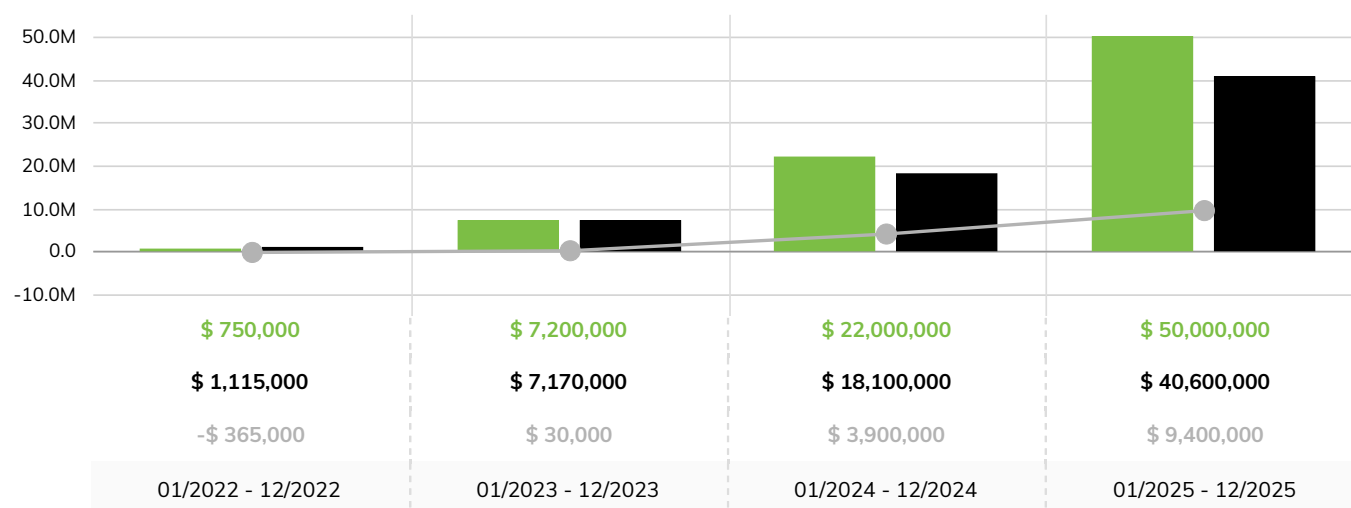 50.0M
40.0M
30.0M
20.0M
10.0M
0.0
-10.0M
$ 750,000 $ 7,200,000 $ 22,000,000 $ 50,000,000
$ 1,115,000 $ 7,170,000 $ 18,100,000 $ 40,600,000
-$ 365,000 $ 30,000 $ 3,900,000 $ 9,400,000
01/2022 - 12/2022 01/2023 - 12/2023 01/2024 - 12/2024 01/2025 - 12/2025